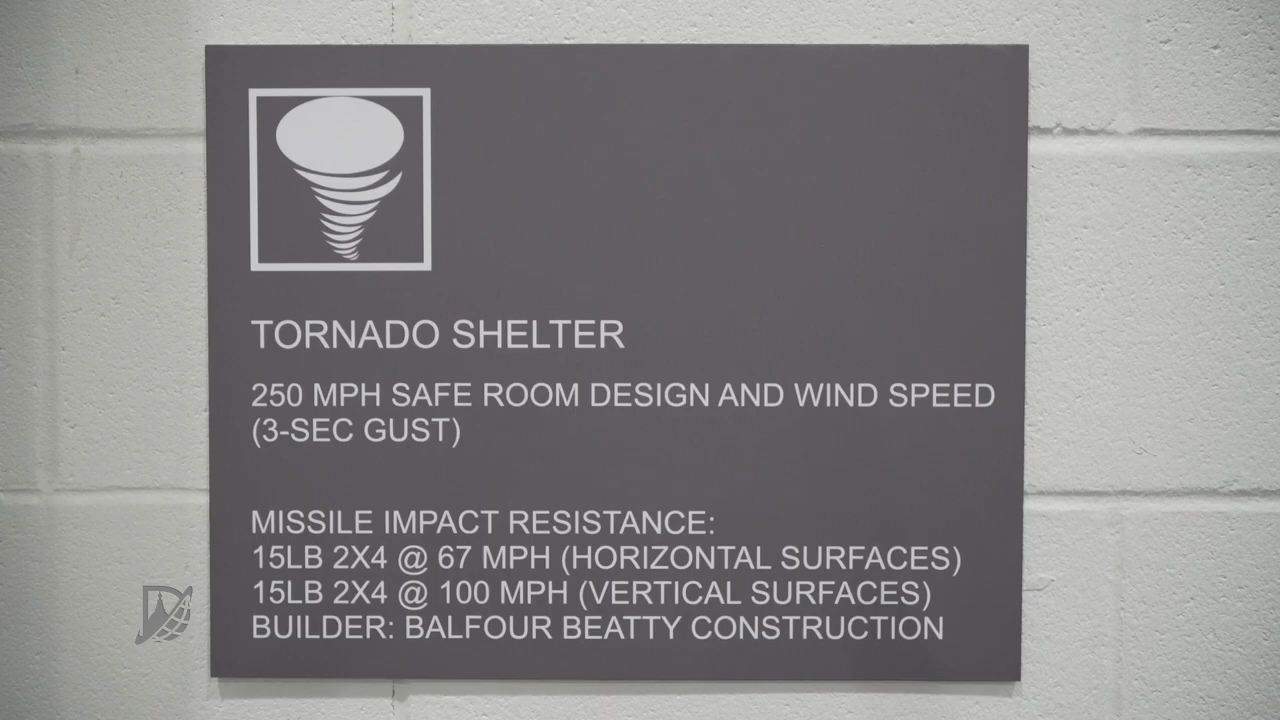 TORNADO SHELTER
250 MPH SAFE ROOM DESIGN AND WIND SPEED
(3-SEC GUST)
MISSILE IMPACT RESISTANCE:
15LB 2X4 @ 67 MPH (HORIZONTAL SURFACES)
15LB 2X4 @ 100 MPH (VERTICAL SURFACES)
BUILDER: BALFOUR BEATTY CONSTRUCTION